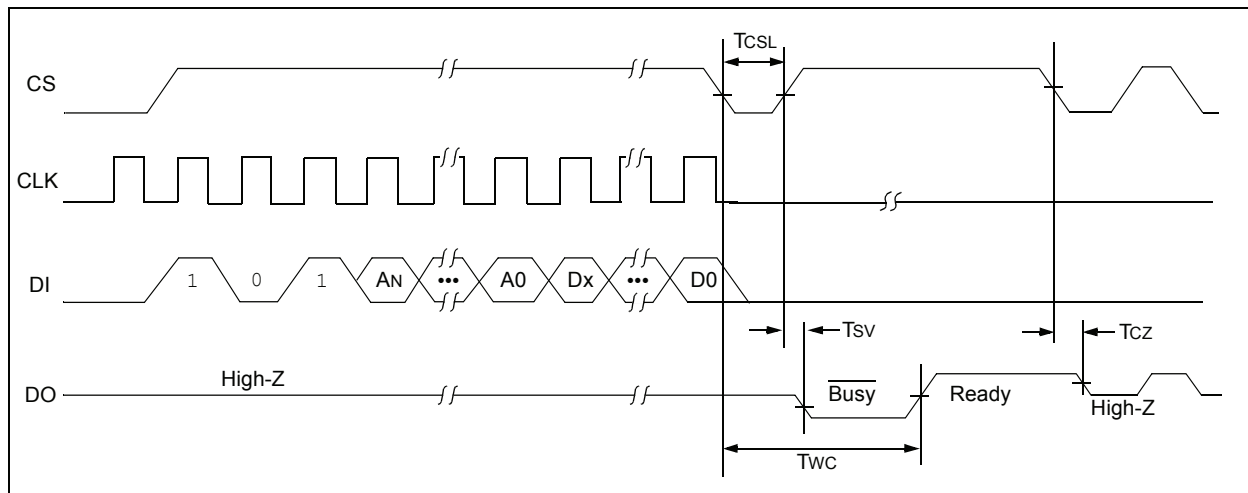 TCSL
CS
CLK
DI
1 0 1 AN ••• A0 Dx ••• D0
TSV
TCZ
High-Z
DO
Busy
Ready
High-Z
TWC